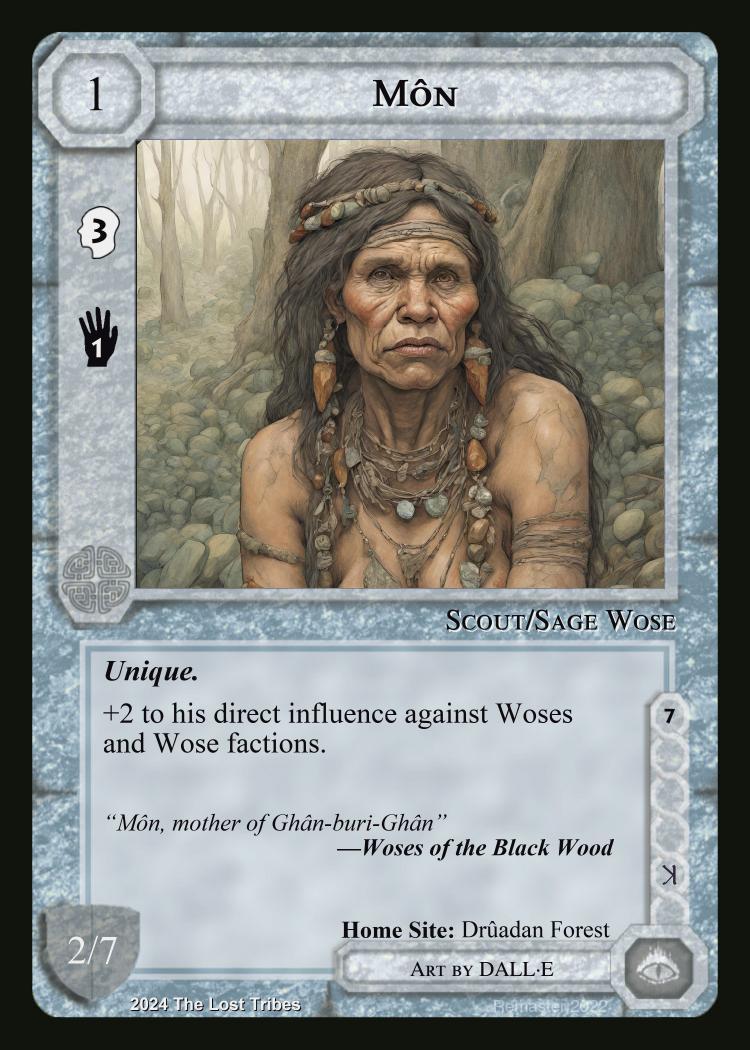 1
Môn
3
1
Scout/Sage Wose
Unique.
+2 to his direct influence against Woses
and Wose factions.
7
“Môn, mother of Ghân-buri-Ghân”
—Woses of the Black Wood
Home Site: Drûadan Forest
2/7
Art by DALL·E
2024 The Lost Tribes
Remaster 2022